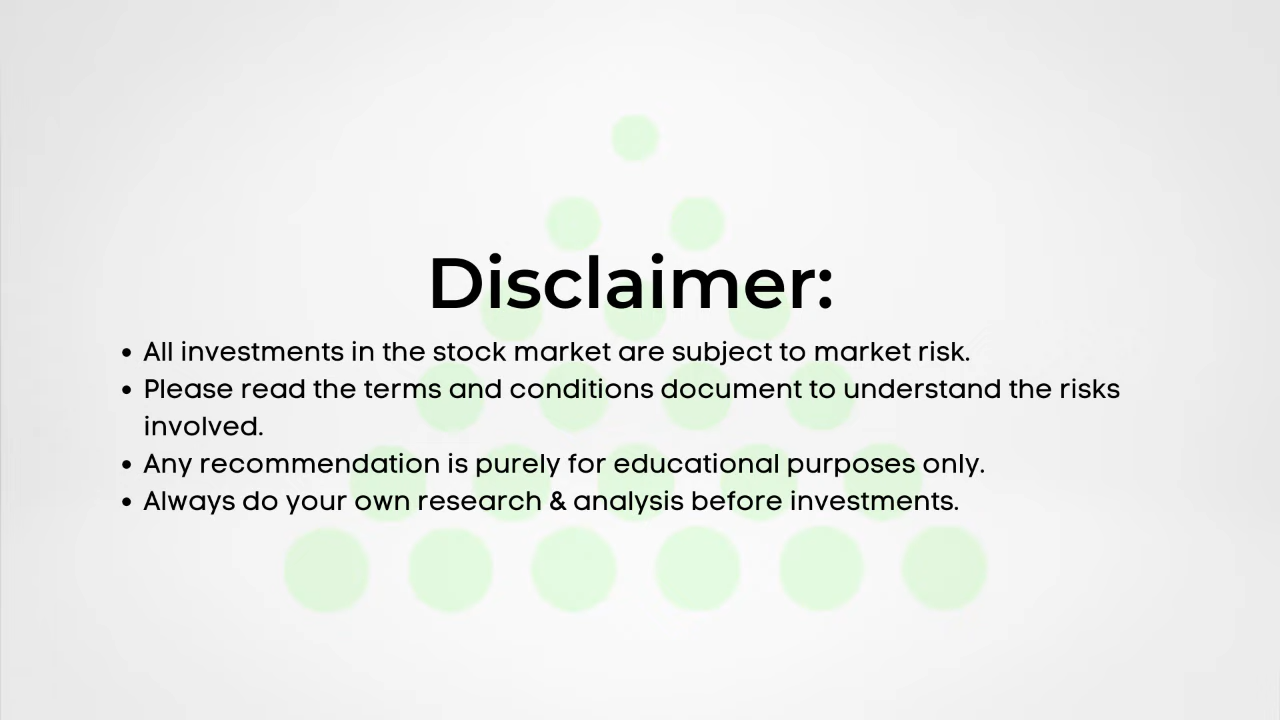 Disclaimer:
• All investments in the stock market are subject to market risk.
• Please read the terms and conditions document to understand the risks
involved.
• Any recommendation is purely for educational purposes only.
• Always do your own research & analysis before investments.